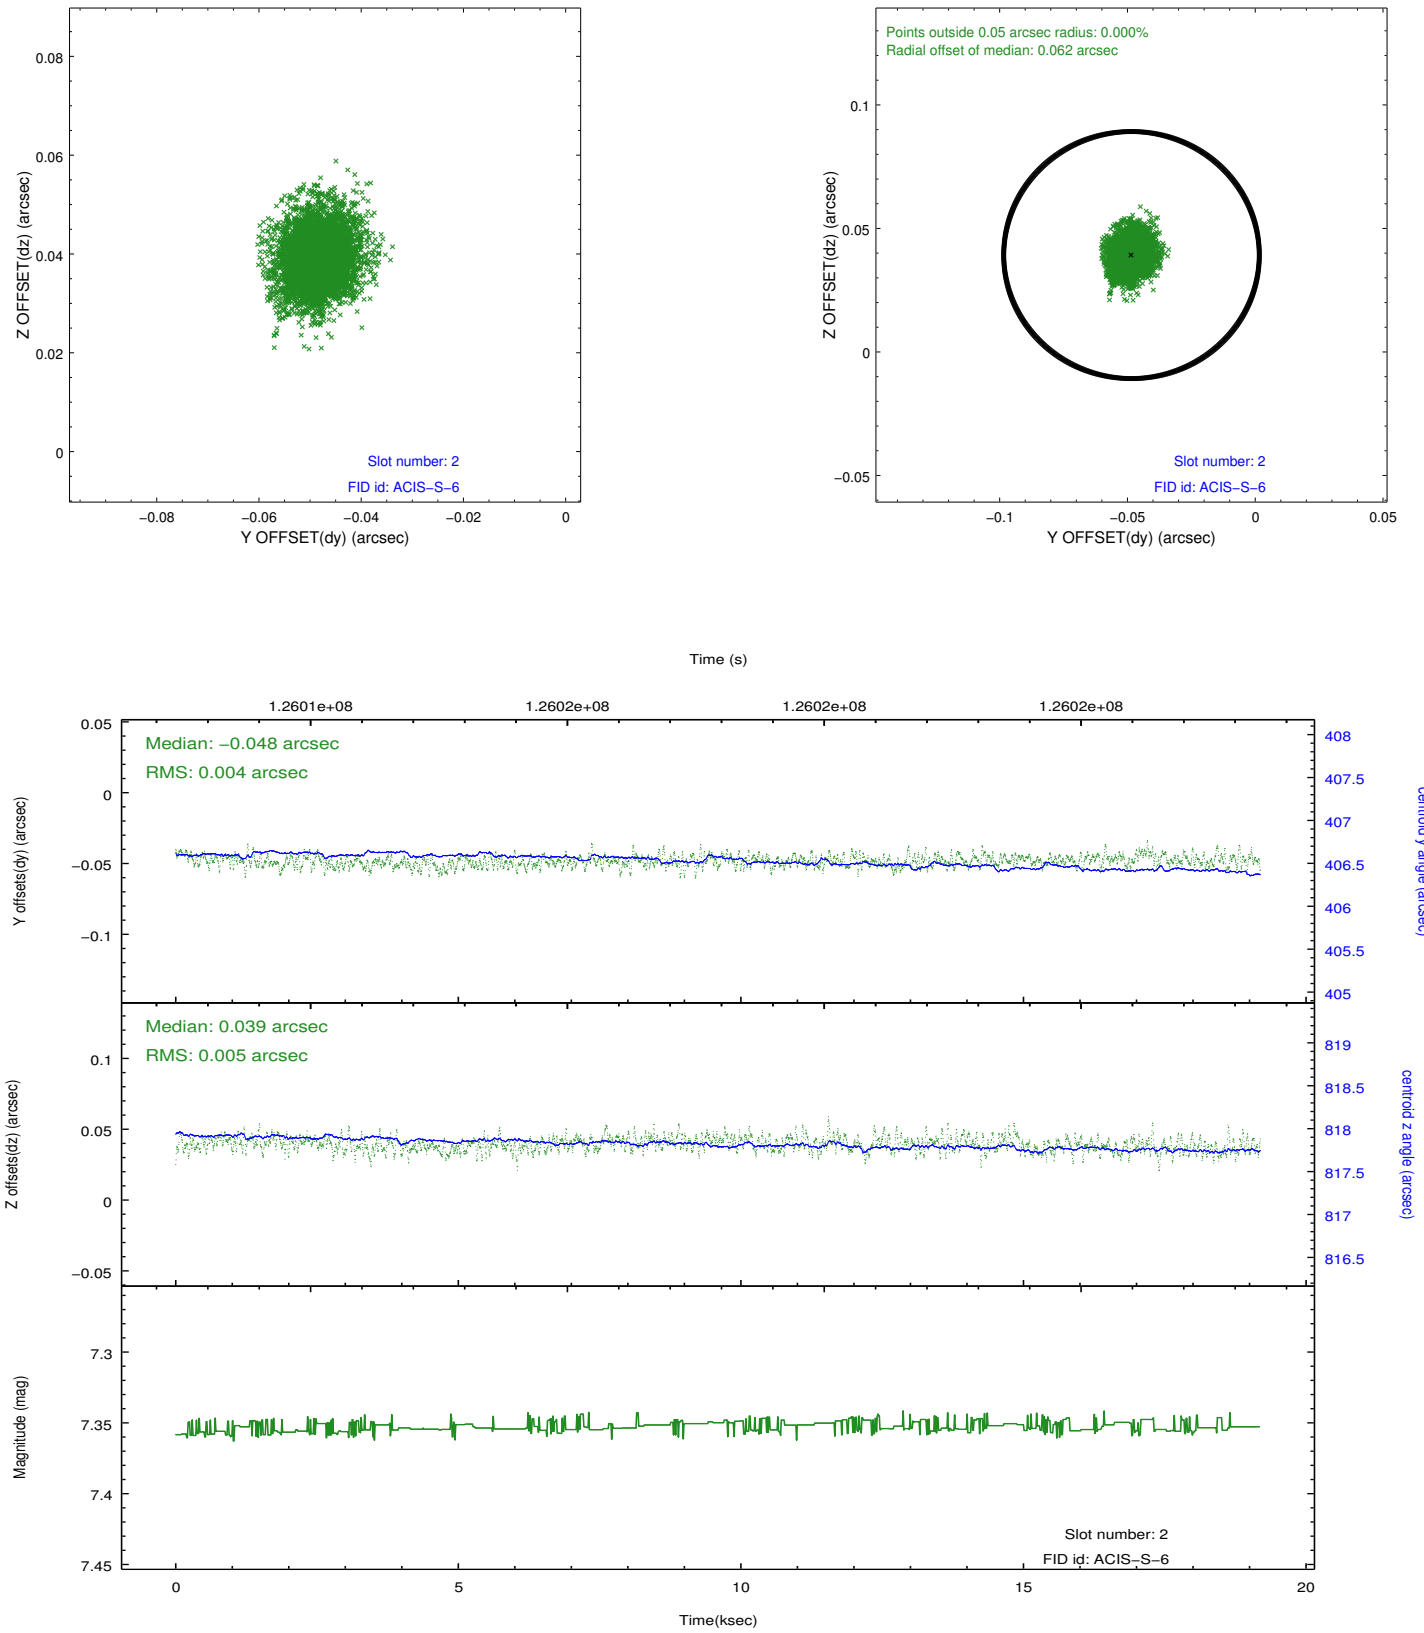 0.08
0.06
0.04
0.02
0
Z OFFSET(dz) (arcsec)
Slot number: 2
FID id: ACIS−S−6
−0.08 −0.06 −0.04 −0.02 0
Y OFFSET(dy) (arcsec)
Points outside 0.05 arcsec radius: 0.000%
Radial offset of median: 0.062 arcsec
0.1
0.05
0
−0.05
Z OFFSET(dz) (arcsec)
Slot number: 2
FID id: ACIS−S−6
−0.1 −0.05 0 0.05
Y OFFSET(dy) (arcsec)
Time (s)
1.2601e+08 1.2602e+08 1.2602e+08 1.2602e+08
0.05
0
−0.05
−0.1
Y offsets(dy) (arcsec)
Median: −0.048 arcsec
RMS: 0.004 arcsec
408
407.5
407
406.5
406
405.5
405
centroid y angle (arcsec)
0.1
0.05
0
−0.05
Z offsets(dz) (arcsec)
Median: 0.039 arcsec
RMS: 0.005 arcsec
819
818.5
818
817.5
817
816.5
centroid z angle (arcsec)
7.3
7.35
7.4
7.45
Magnitude (mag)
Slot number: 2
FID id: ACIS−S−6
0 5 10 15 20
Time(ksec)